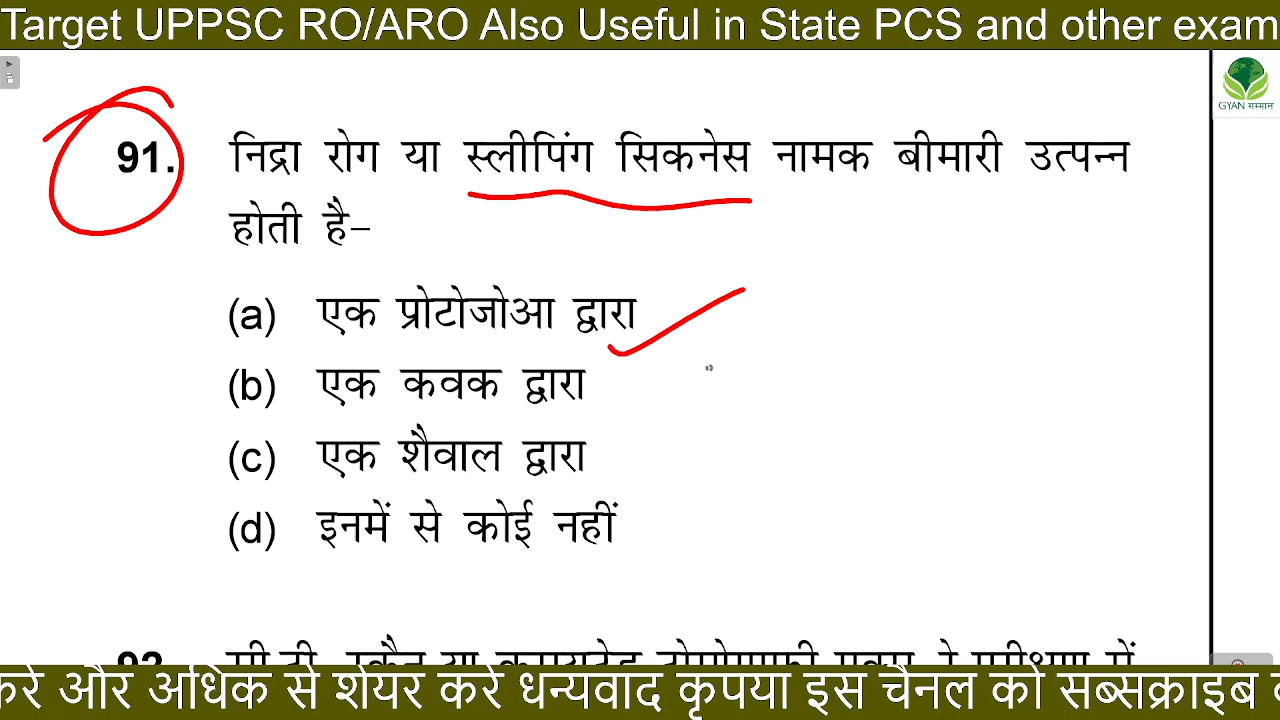 Target UPPSC RO/ARO Also Useful in State PCS and other exam
GYAN सम्मान
91. निद्रा रोग या स्लीपिंग सिकनेस नामक बीमारी उत्पन्न
होती है-
(a) एक प्रोटोजोआ द्वारा
(b) एक कवक द्वारा
(c) एक शैवाल द्वारा
(d) इनमें से कोई नहीं
करे और अधिक से शेयर करे धन्यवाद कृपया इस चैनल को सब्सक्राइब